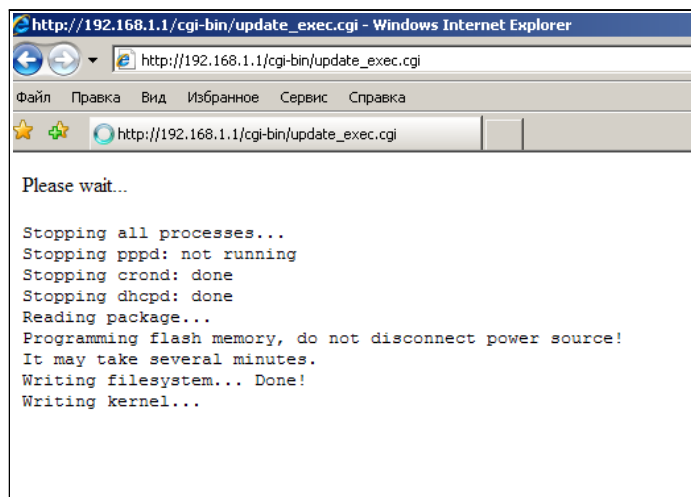 http://192.168.1.1/cgi-bin/update_exec.cgi - Windows Internet Explorer
http://192.168.1.1/cgi-bin/update_exec.cgi
Файл Правка Вид Избранное Сервис Справка
http://192.168.1.1/cgi-bin/update_exec.cgi
Please wait...
Stopping all processes...
Stopping pppd: not running
Stopping crond: done
Stopping dhcpd: done
Reading package...
Programming flash memory, do not disconnect power source!
It may take several minutes.
Writing filesystem... Done!
Writing kernel...